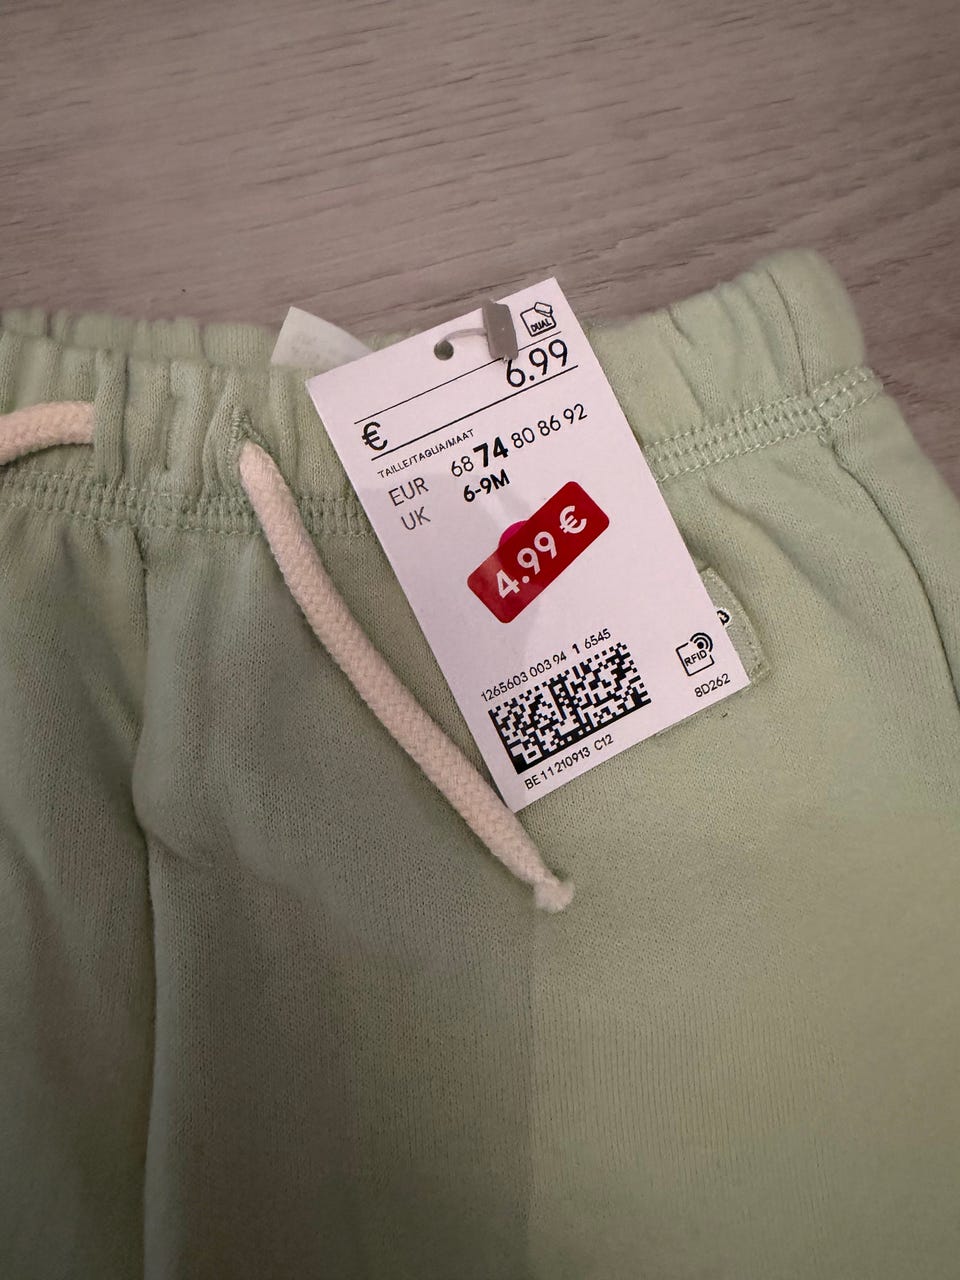 DUAL
6.99
€
TAILLE/TAGLIA/MAAT
EUR 68 74 80 86 92
UK 6-9M
4.99 €
1265603 003 94 1 6545
RFID
8D262
BE 11 210913 C12